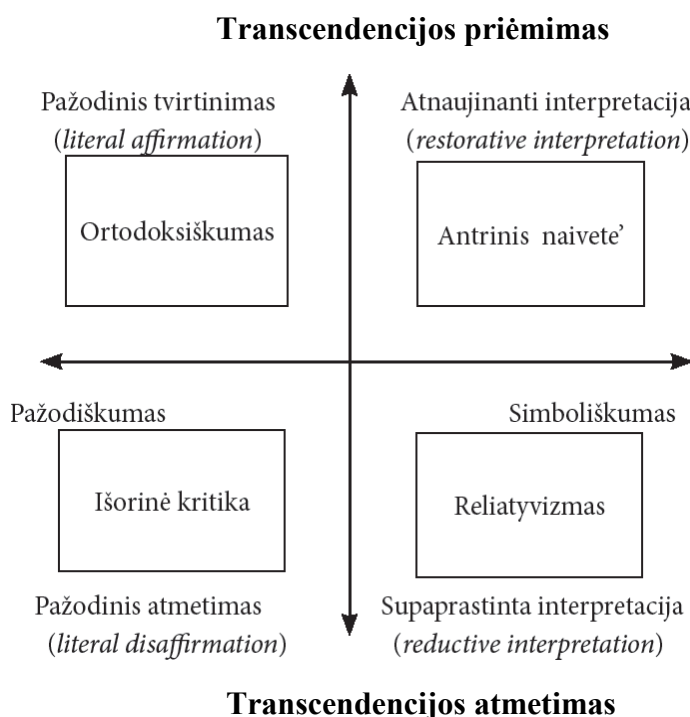 Transcendencijos priėmimas
Pažodinis tvirtinimas
(literal affirmation)
Atnaujinanti interpretacija
(restorative interpretation)
Ortodoksiškumas
Antrinis naivete’
Pažodiškumas
Simboliškumas
Išorinė kritika
Reliatyvizmas
Pažodinis atmetimas
(literal disaffirmation)
Supaprastinta interpretacija
(reductive interpretation)
Transcendencijos atmetimas